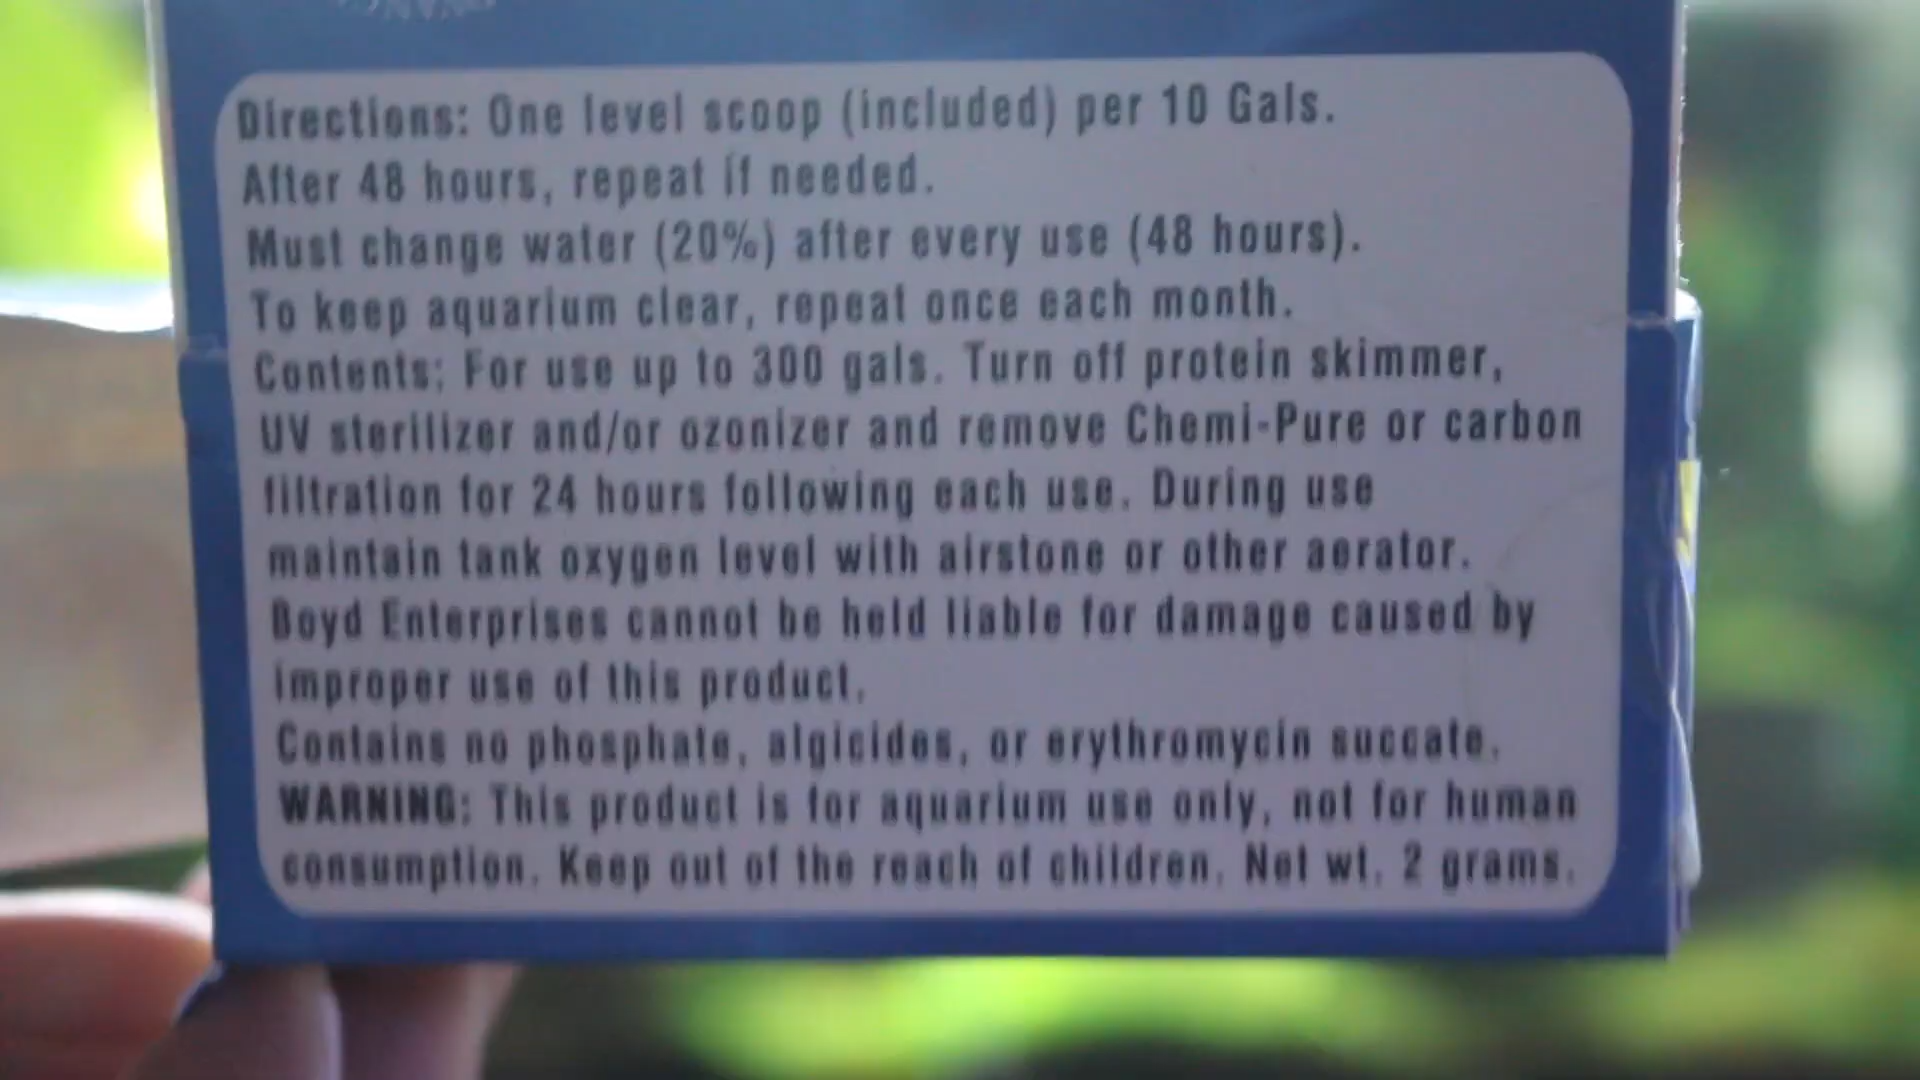 Directions: One level scoop (included) per 10 Gals.
After 48 hours, repeat if needed.
Must change water (20%) after every use (48 hours).
To keep aquarium clear, repeat once each month.
Contents: For use up to 300 gals. Turn off protein skimmer,
UV sterilizer and/or ozonizer and remove Chemi-Pure or carbon
filtration for 24 hours following each use. During use
maintain tank oxygen level with airstone or other aerator.
Boyd Enterprises cannot be held liable for damage caused by
improper use of this product.
Contains no phosphate, algicides, or erythromycin succate.
WARNING: This product is for aquarium use only, not for human
consumption. Keep out of the reach of children. Net wt. 2 grams.